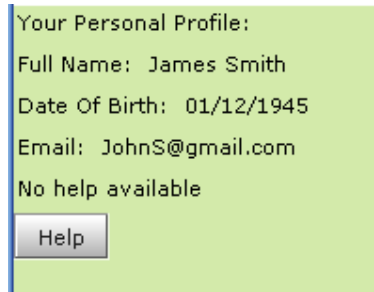 Your Personal Profile:
Full Name: James Smith
Date Of Birth: 01/12/1945
Email: JohnS@gmail.com
No help available
Help